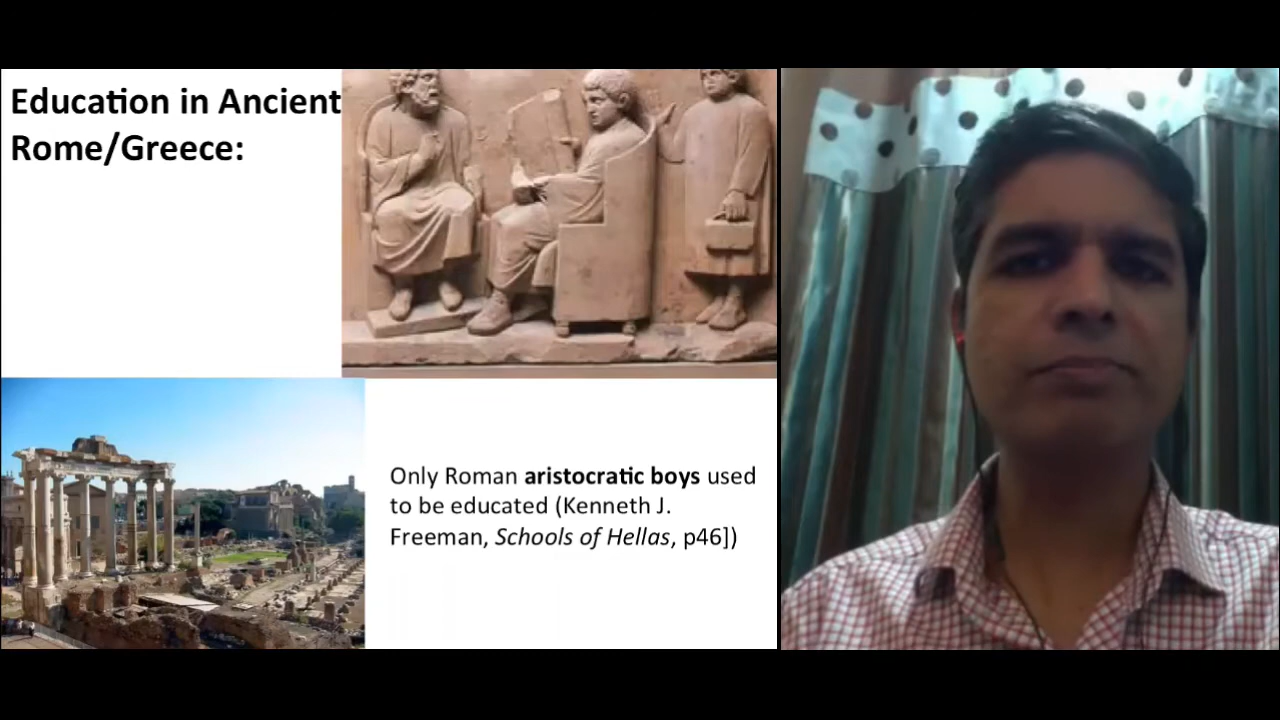 Education in Ancient
Rome/Greece:
Only Roman aristocratic boys used
to be educated (Kenneth J.
Freeman, Schools of Hellas, p46])